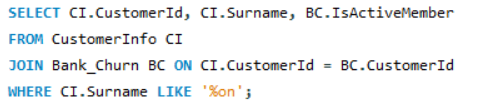 SELECT CI.CustomerId, CI.Surname, BC.IsActiveMember
FROM CustomerInfo CI
JOIN Bank_Churn BC ON CI.CustomerId = BC.CustomerId
WHERE CI.Surname LIKE '%on';